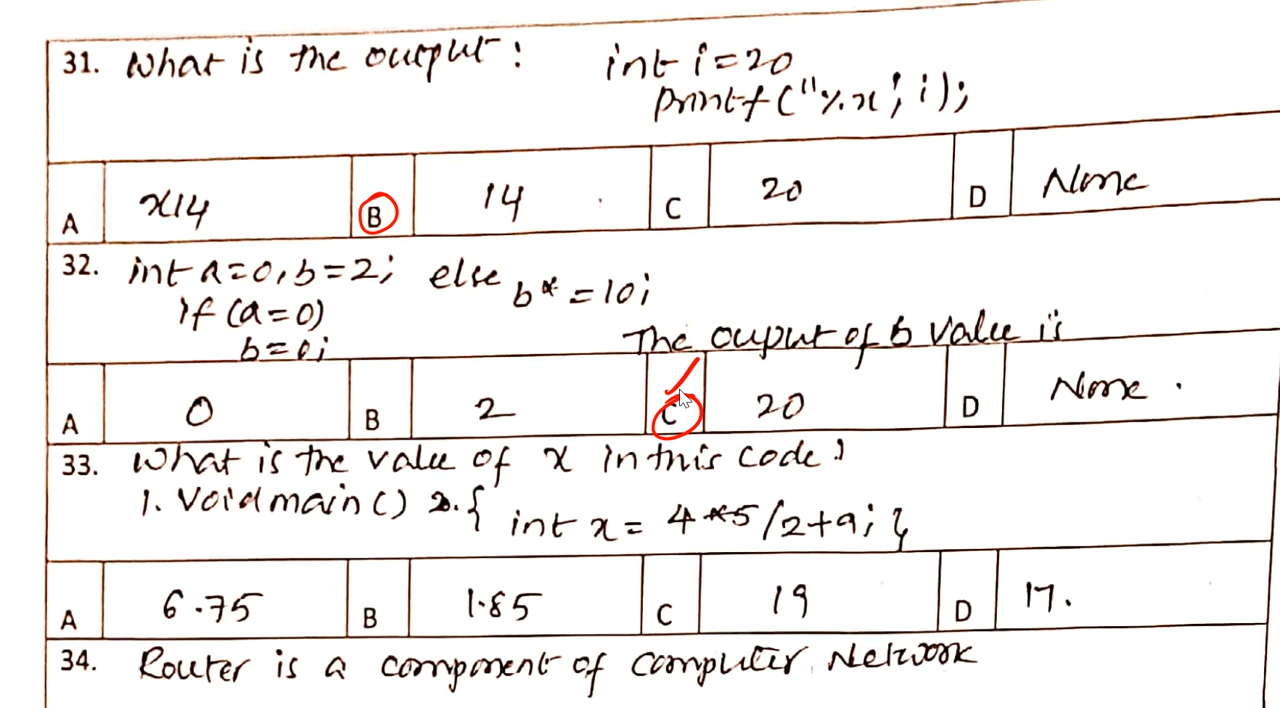 31. What is the output: int i=20
printf ("%x", i);
A x14 B 14 C 20 D None
32. int a=0, b=2; else b* =10;
if (a=0)
b=0;
The ouput of b value is
A 0 B 2 C 20 D None.
33. What is the value of x in this code?
1. Void main () 2. { int x= 4*5/2+9; }
A 6.75 B 1.85 C 19 D 17.
34. Router is a component of computer Network